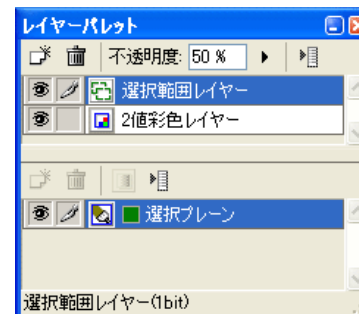 レイヤーパレット
不透明度: 50 %
選択範囲レイヤー
2値彩色レイヤー
選択プレーン
選択範囲レイヤー(1bit)